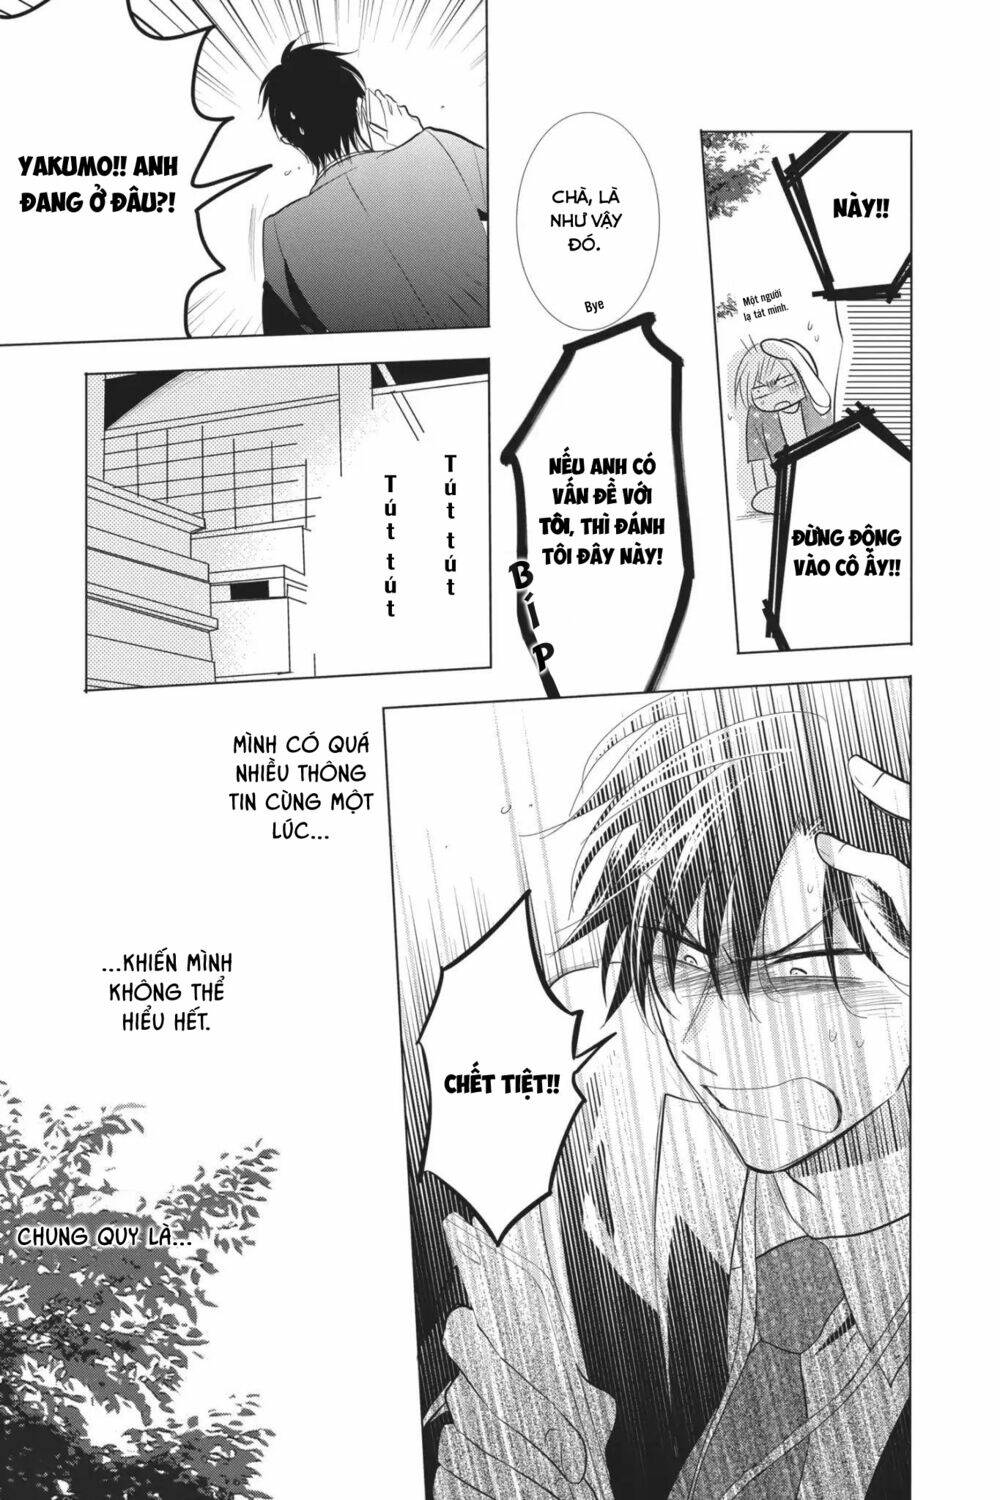 NÀY!!
Một người
lạ tát mình.
ĐỪNG ĐỘNG
VÀO CÔ ẤY!!
CHÀ, LÀ
NHƯ VẬY
ĐÓ.
Bye
NẾU ANH CÓ
VẤN ĐỀ VỚI
TÔI, THÌ ĐÁNH
TÔI ĐÂY NÀY!
BÍP
YAKUMO!! ANH
ĐANG Ở ĐÂU?!
Tút tút
Tút tút
MÌNH CÓ QUÁ
NHIỀU THÔNG
TIN CÙNG MỘT
LÚC...
CHẾT TIỆT!!
...KHIẾN MÌNH
KHÔNG THỂ
HIỂU HẾT.
CHUNG QUY LÀ...